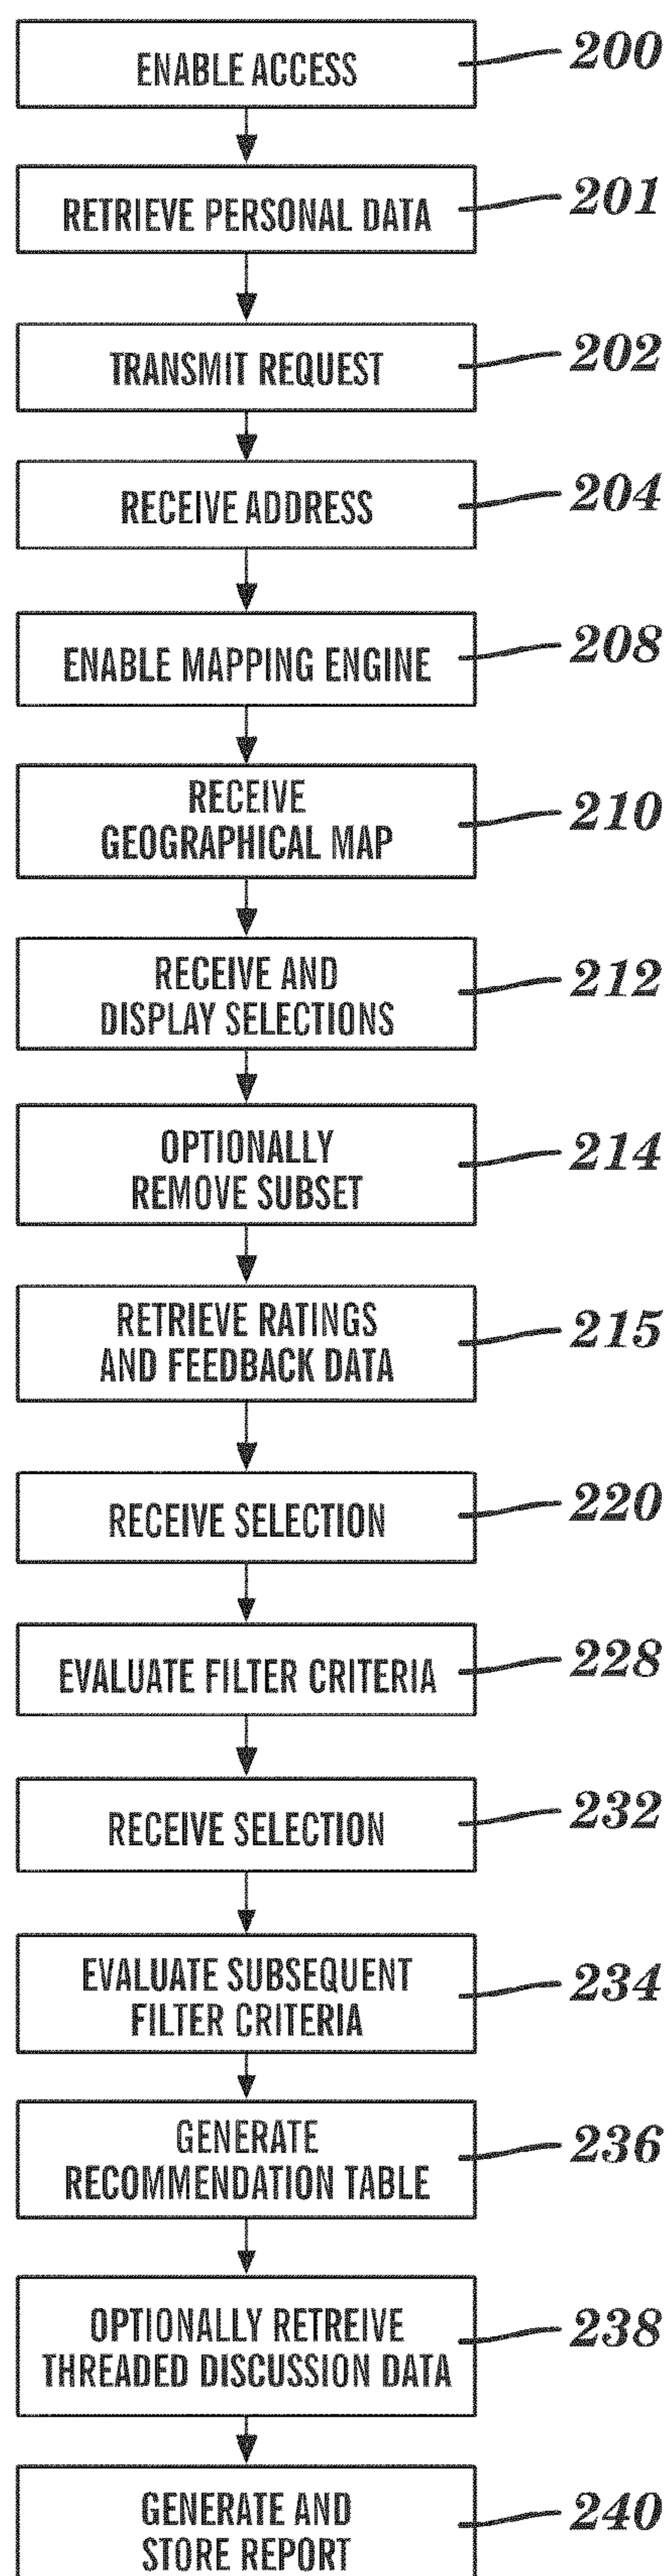 ENABLE ACCESS 200
RETRIEVE PERSONAL DATA 201
TRANSMIT REQUEST 202
RECEIVE ADDRESS 204
ENABLE MAPPING ENGINE 208
RECEIVE
GEOGRAPHICAL MAP
210
RECEIVE AND
DISPLAY SELECTIONS
212
OPTIONALLY
REMOVE SUBSET
214
RETRIEVE RATINGS
AND FEEDBACK DATA
215
RECEIVE SELECTION 220
EVALUATE FILTER CRITERIA 228
RECEIVE SELECTION 232
EVALUATE SUBSEQUENT
FILTER CRITERIA
234
GENERATE
RECOMMENDATION TABLE
236
OPTIONALLY RETREIVE
THREADED DISCUSSION DATA
238
GENERATE AND
STORE REPORT
240